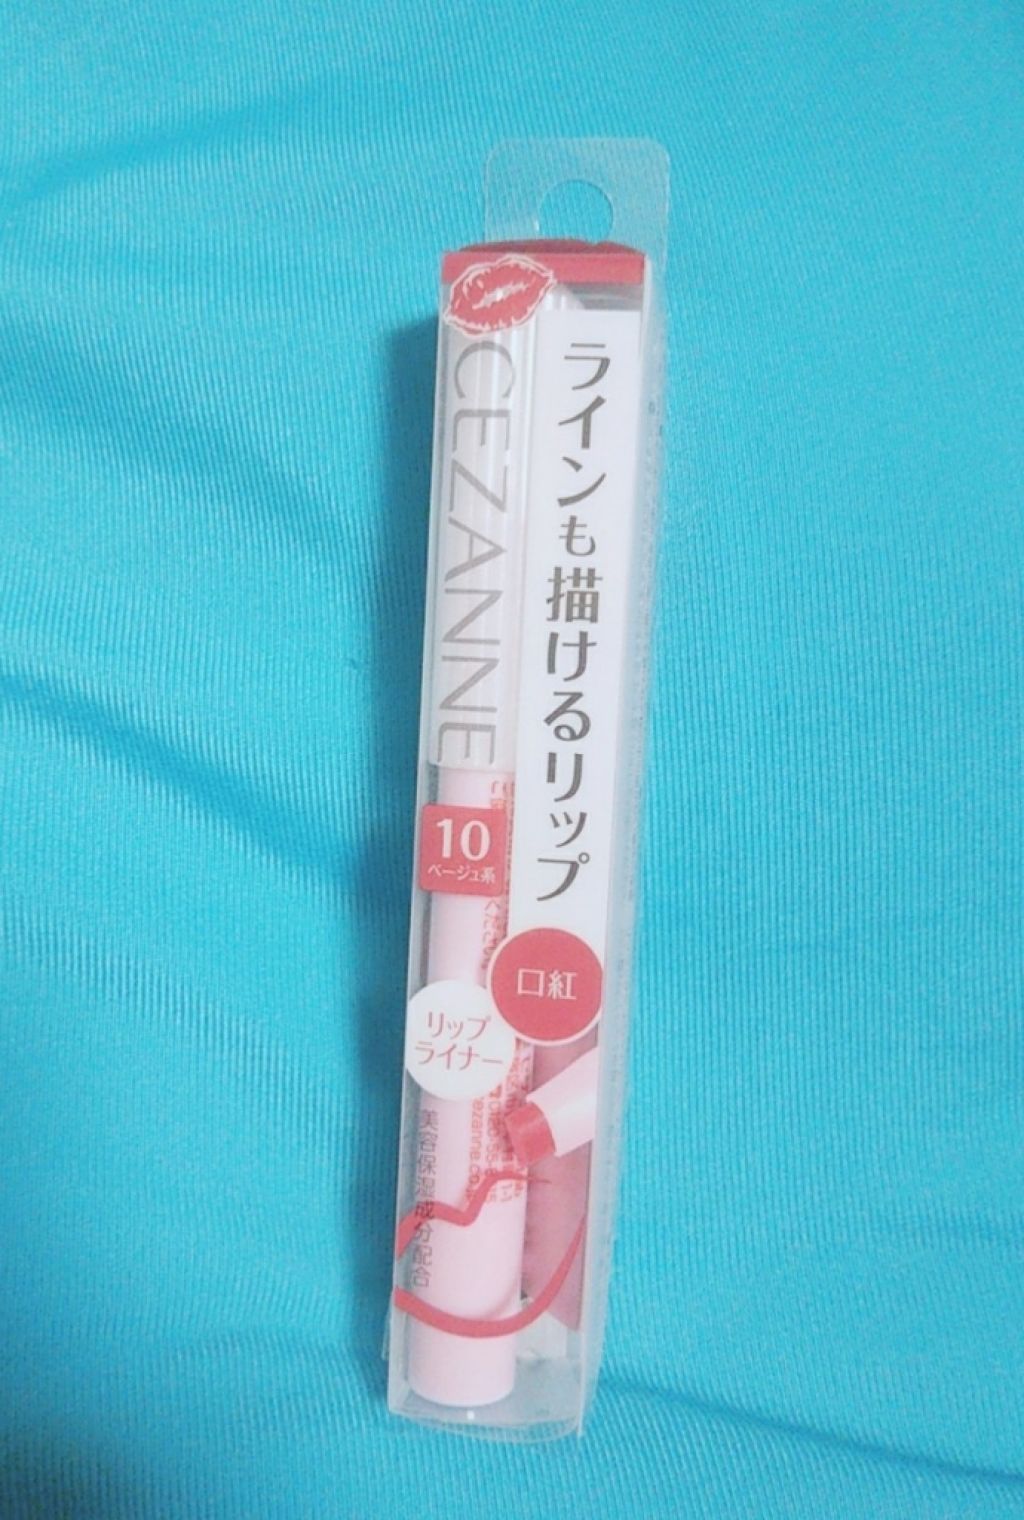 CEZANNE
ラインも描けるリップ
10
ベージュ系
口紅
リップ
ライナー
美容保湿成分配合